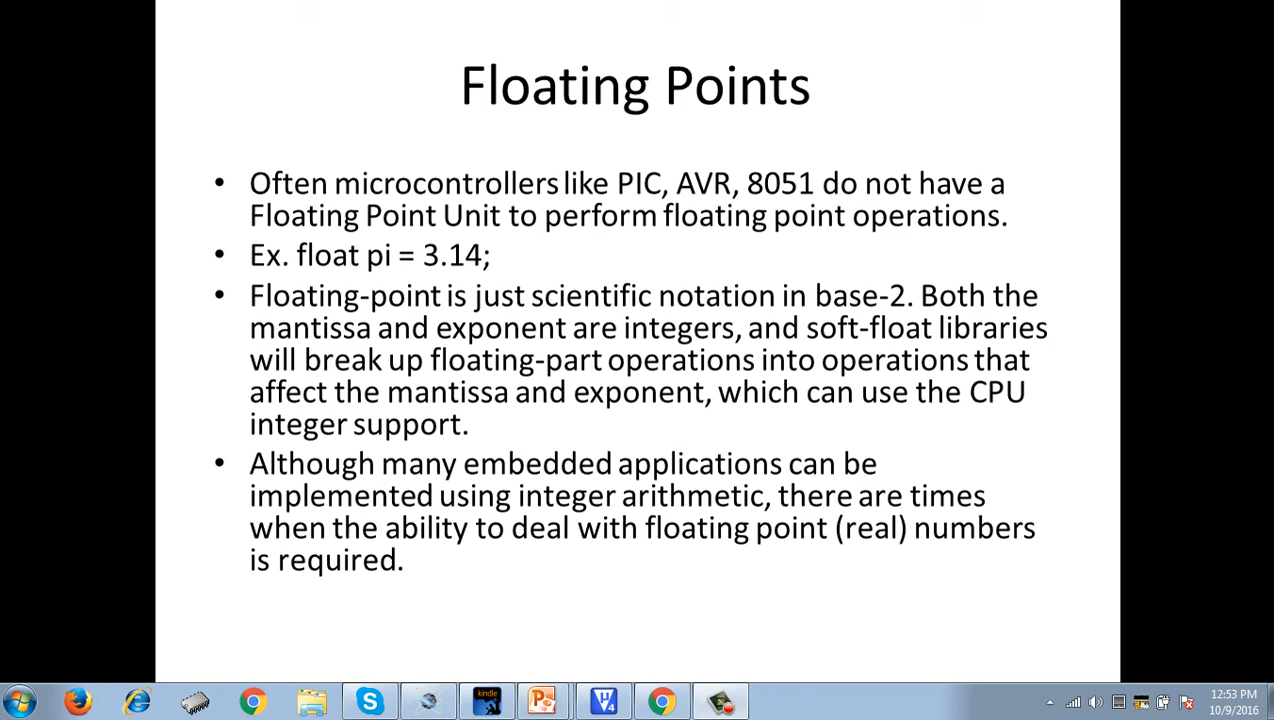 Floating Points
• Often microcontrollers like PIC, AVR, 8051 do not have a
Floating Point Unit to perform floating point operations.
• Ex. float pi = 3.14;
• Floating-point is just scientific notation in base-2. Both the
mantissa and exponent are integers, and soft-float libraries
will break up floating-part operations into operations that
affect the mantissa and exponent, which can use the CPU
integer support.
• Although many embedded applications can be
implemented using integer arithmetic, there are times
when the ability to deal with floating point (real) numbers
is required.
kindle
12:53 PM
10/9/2016